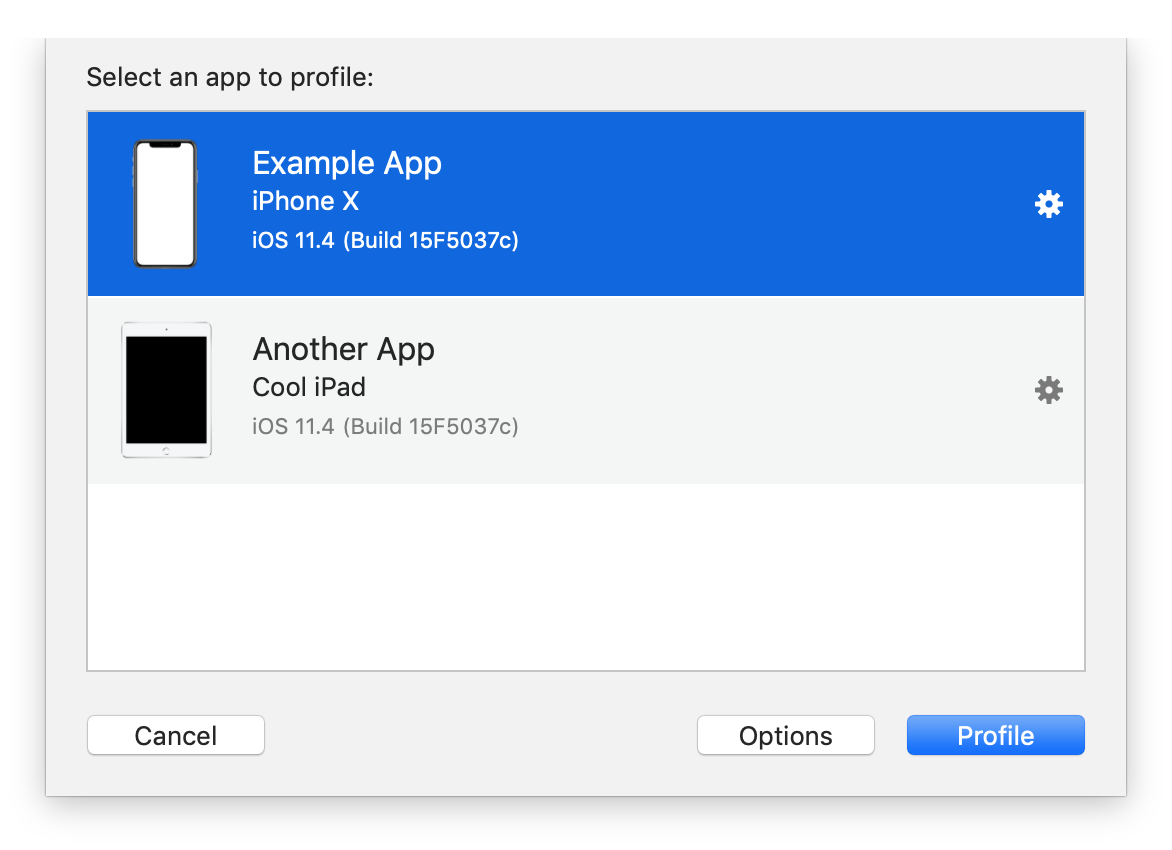 Select an app to profile:
Example App
iPhone X
iOS 11.4 (Build 15F5037c)
Another App
Cool iPad
iOS 11.4 (Build 15F5037c)
Cancel
Options
Profile